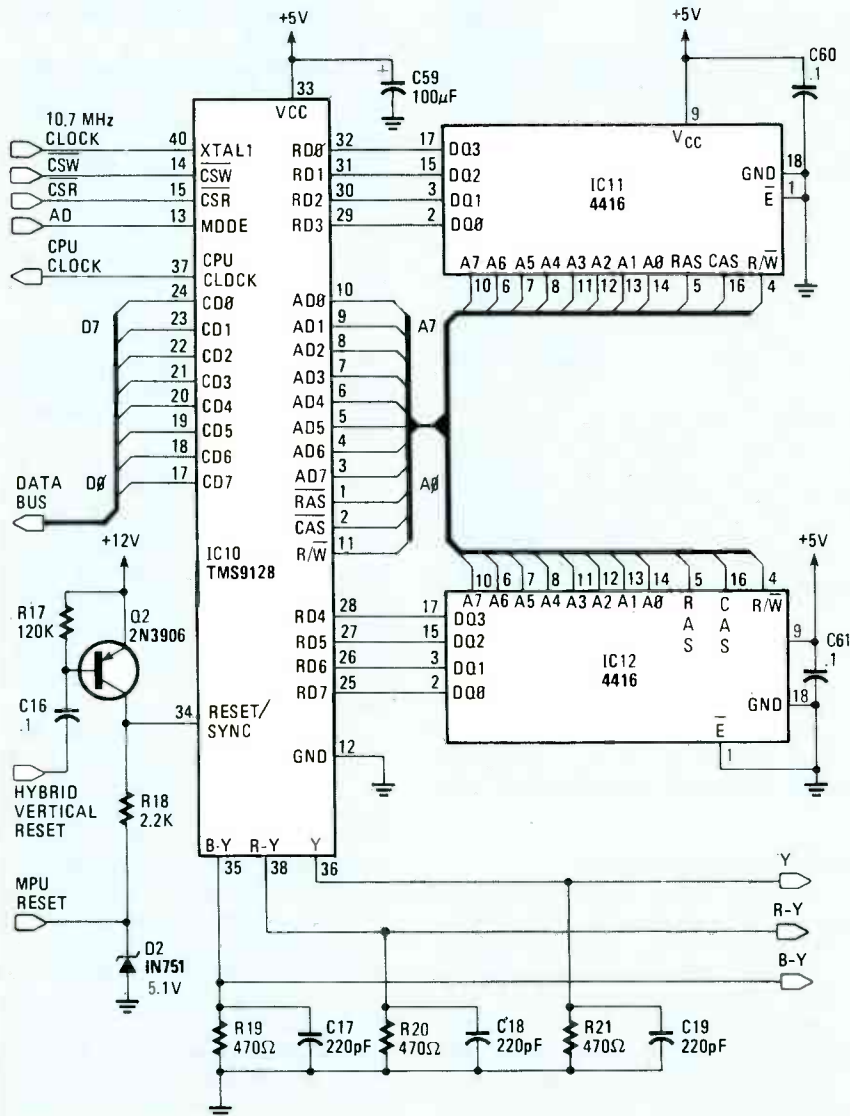 +5V
+5V
C60
.1
C59
100µF
33
VCC
9
VCC
10.7 MHz
CLOCK
40
XTAL1
RD0
32
17
DQ3
CSW
14
CSW
RD1
31
15
DQ2
CSR
15
CSR
RD2
30
3
DQ1
AD
13
MODE
RD3
29
2
DQ0
IC11
4416
GND
18
E
1
CPU
CLOCK
37
CPU
CLOCK
A7 A6 A5 A4 A3 A2 A1 A0 RAS CAS R/W
10 6 7 8 11 12 13 14 5 16 4
D7
24
CD0
AD0
10
A7
23
CD1
AD1
9
22
CD2
AD2
8
21
CD3
AD3
7
20
CD4
AD4
6
19
CD5
AD5
5
18
CD6
AD6
4
17
CD7
AD7
3
DATA
BUS
D0
RAS
1
A0
CAS
2
R/W
11
IC10
TMS9128
+12V
+5V
R17
120K
Q2
2N3906
10 6 7 8 11 12 13 14 5 16 4
A7 A6 A5 A4 A3 A2 A1 A0 RAS CAS R/W
RD4
28
17
DQ3
RD5
27
15
DQ2
RD6
26
3
DQ1
RD7
25
2
DQ0
IC12
4416
9
C61
.1
GND
18
E
1
C16
.1
34
RESET/
SYNC
GND
12
HYBRID
VERTICAL
RESET
R18
2.2K
B-Y
R-Y
Y
35
38
36
Y
MPU
RESET
R-Y
D2
IN751
5.1V
B-Y
R19
470Ω
C17
220pF
R20
470Ω
C18
220pF
R21
470Ω
C19
220pF